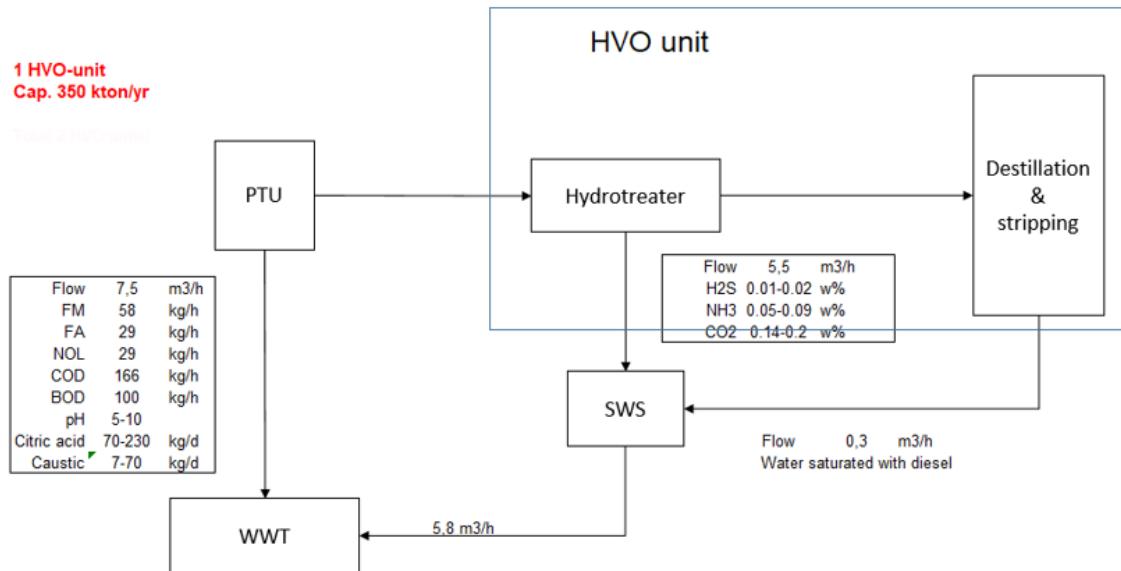 HVO unit
1 HVO-unit
Cap. 350 kton/yr
PTU
Hydrotreater
Destillation
&
stripping
Flow 7,5 m3/h
FM 58 kg/h
FA 29 kg/h
NOL 29 kg/h
COD 166 kg/h
BOD 100 kg/h
pH 5-10
Citric acid 70-230 kg/d
Caustic 7-70 kg/d
Flow 5,5 m3/h
H2S 0.01-0.02 w%
NH3 0.05-0.09 w%
CO2 0.14-0.2 w%
SWS
Flow 0,3 m3/h
Water saturated with diesel
WWT
5,8 m3/h